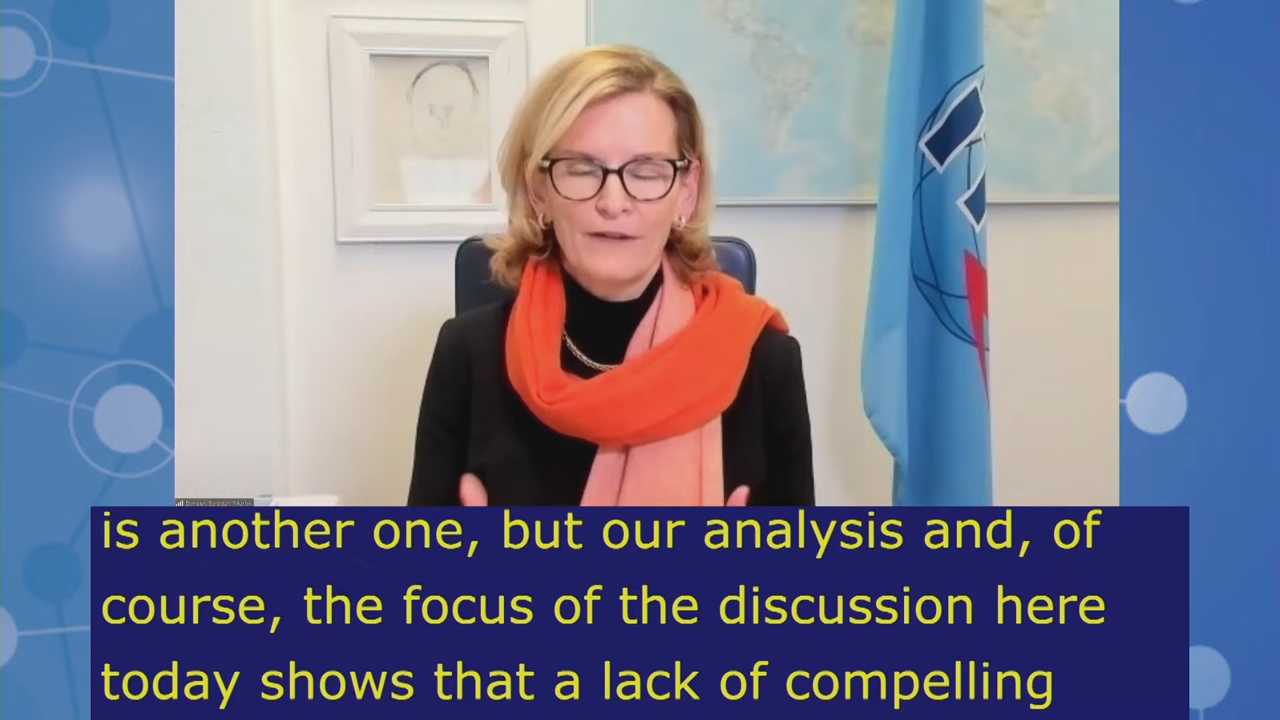 is another one, but our analysis and, of
course, the focus of the discussion here
today shows that a lack of compelling